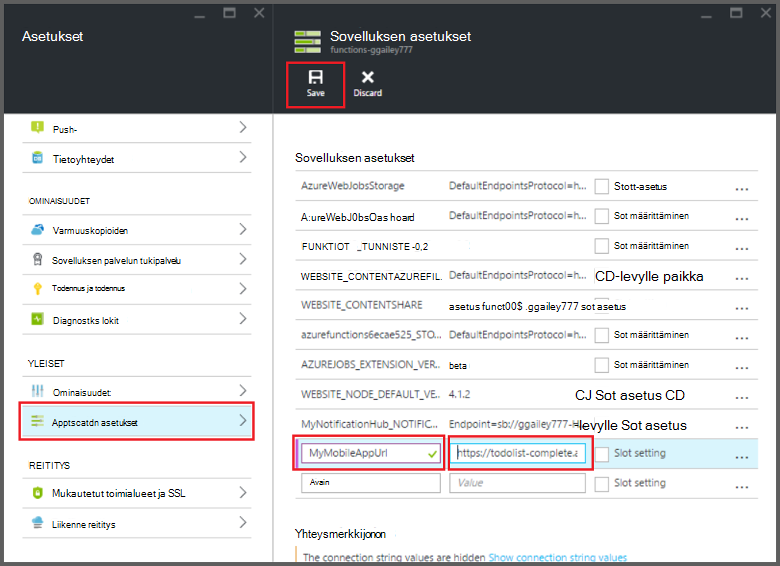 Asetukset
Push-
Tietoyhteydet
OMINAISUUDET
Varmuuskopioiden
Sovelluksen palvelun tukipalvelu
Todennus ja todennus
Diagnostks lokit
YLEISET
Ominaisuudet:
Apptscatdn asetukset
REITITYS
Mukautetut toimialueet ja SSL
Liikenne reititys
Sovelluksen asetukset
functions-ggailey777
Save Discard
Sovelluksen asetukset
AzureWebJobsStorage DefaultEndpointsProtocol=h... Stott-asetus ...
A:ureWebJ0bsOas hoard DefaultEndpointsProtocol=h... Sot määrittäminen ...
FUNKTIOT _TUNNISTE -0,2 Sot määrittäminen ...
WEBSITE_CONTENTAZUREFIL... DefaultEndpointsProtocol=h... CD-levylle paikka ...
WEBSITE_CONTENTSHARE asetus funct00$ .ggailey777 sot asetus ...
azurefunctions6ecae525_STO... DefaultEndpointsProtocol=h... Sot määrittäminen ...
AZUREJOBS_EXTENSION_VER... beta Sot määrittäminen ...
WEBSITE_NODE_DEFAULT_VE... 4.1.2 CJ Sot asetus CD ...
MyNotificationHub_NOTIFIC... Endpoint=sb://ggailey777-H -levylle Sot asetus ...
MyMobileAppUrl https://todolist-complete.a Slot setting ...
Avain Value Slot setting ...
Yhteysmerkkijonon
The connection string values are hidden Show connection string values